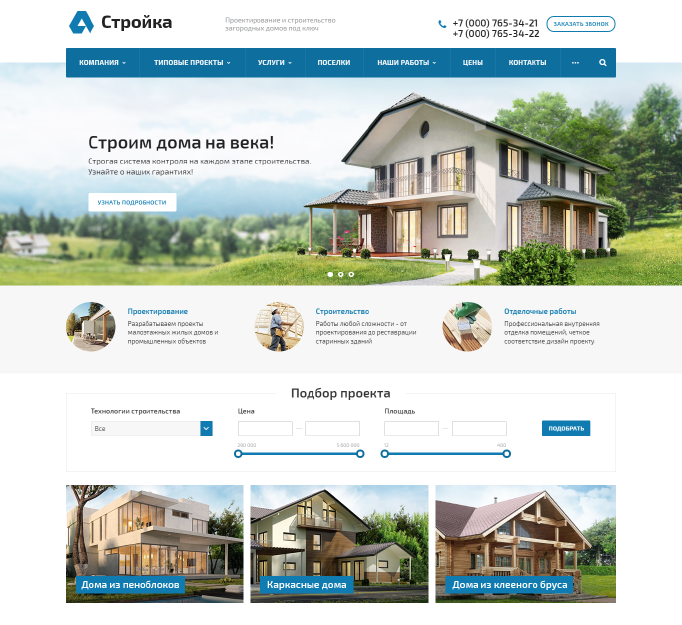 Стройка
Проектирование и строительство
загородных домов под ключ
+7 (000) 765-34-21
+7 (000) 765-34-22
ЗАКАЗАТЬ ЗВОНОК
КОМПАНИЯ
ТИПОВЫЕ ПРОЕКТЫ
УСЛУГИ
ПОСЕЛКИ
НАШИ РАБОТЫ
ЦЕНЫ
КОНТАКТЫ
Строим дома на века!
Строгая система контроля на каждом этапе строительства.
Узнайте о наших гарантиях!
УЗНАТЬ ПОДРОБНОСТИ
Проектирование
Разрабатываем проекты
малоэтажных жилых домов и
промышленных объектов
Строительство
Работы любой сложности - от
проектирования до реставрации
старинных зданий
Отделочные работы
Профессиональная внутренняя
отделка помещений, четкое
соответствие дизайн проекту
Подбор проекта
Технологии строительства
Все
Цена
Площадь
12
400
ПОДОБРАТЬ
Дома из пеноблоков
Каркасные дома
Дома из клееного бруса